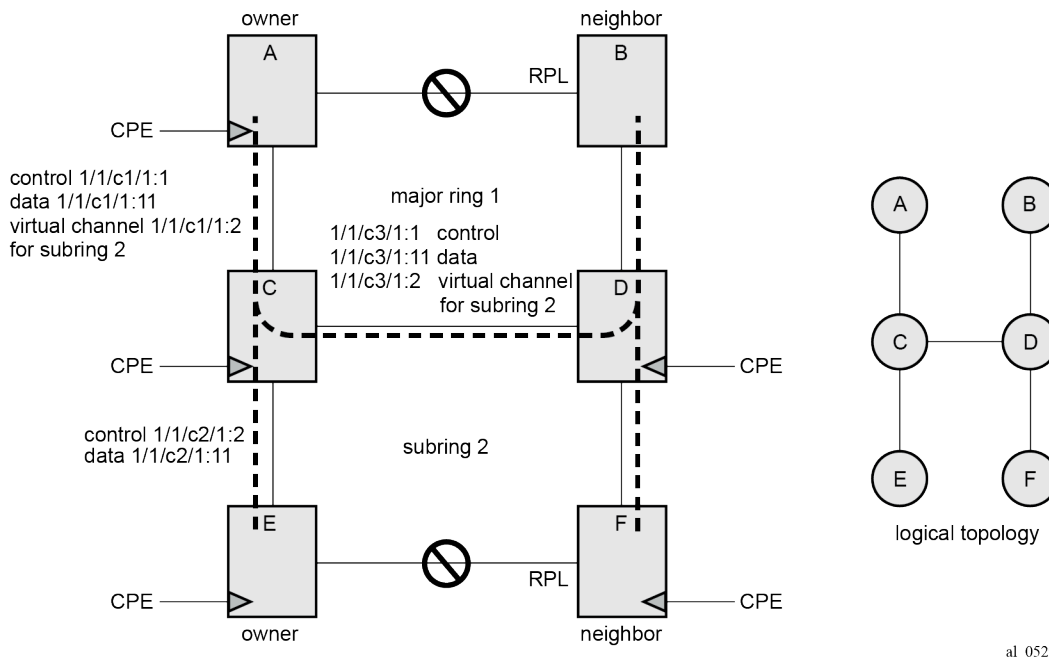 owner
neighbor
A
B
RPL
CPE
control 1/1/c1/1:1
data 1/1/c1/1:11
virtual channel 1/1/c1/1:2
for subring 2
major ring 1
1/1/c3/1:1 control
1/1/c3/1:11 data
1/1/c3/1:2 virtual channel
for subring 2
C
D
CPE
CPE
control 1/1/c2/1:2
data 1/1/c2/1:11
subring 2
E
F
RPL
CPE
CPE
owner
neighbor
A
B
C
D
E
F
logical topology
al_052